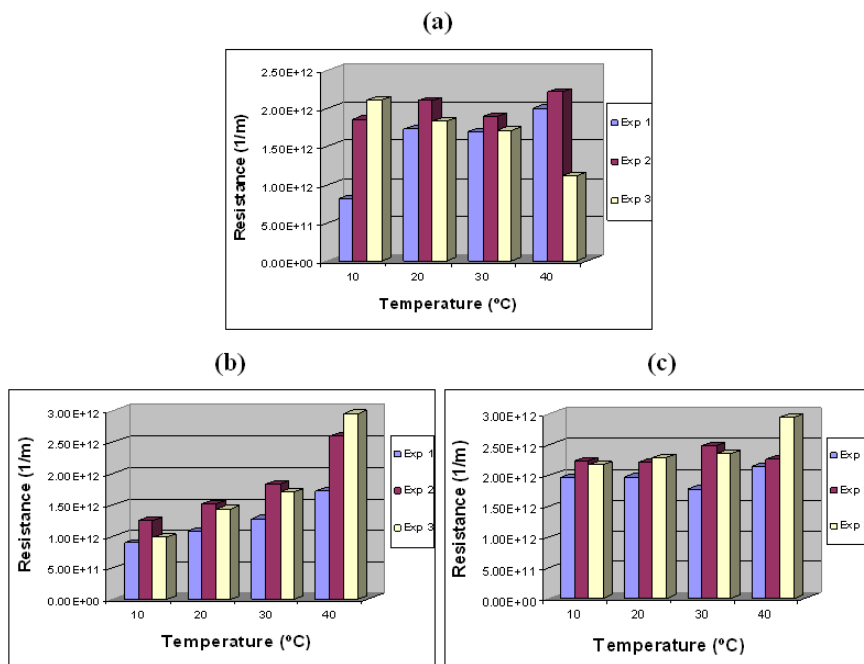 (a)
2.50E+12
2.00E+12
1.50E+12
1.00E+12
5.00E+11
0.00E+00
Resistance (1/m)
10 20 30 40
Temperature (ºC)
Exp 1
Exp 2
Exp 3
(b)
3.00E+12
2.50E+12
2.00E+12
1.50E+12
1.00E+12
5.00E+11
0.00E+00
Resistance (1/m)
10 20 30 40
Temperature (ºC)
Exp 1
Exp 2
Exp 3
(c)
3.00E+12
2.50E+12
2.00E+12
1.50E+12
1.00E+12
5.00E+11
0.00E+00
Resistance (1/m)
10 20 30 40
Temperature (ºC)
Exp
Exp
Exp